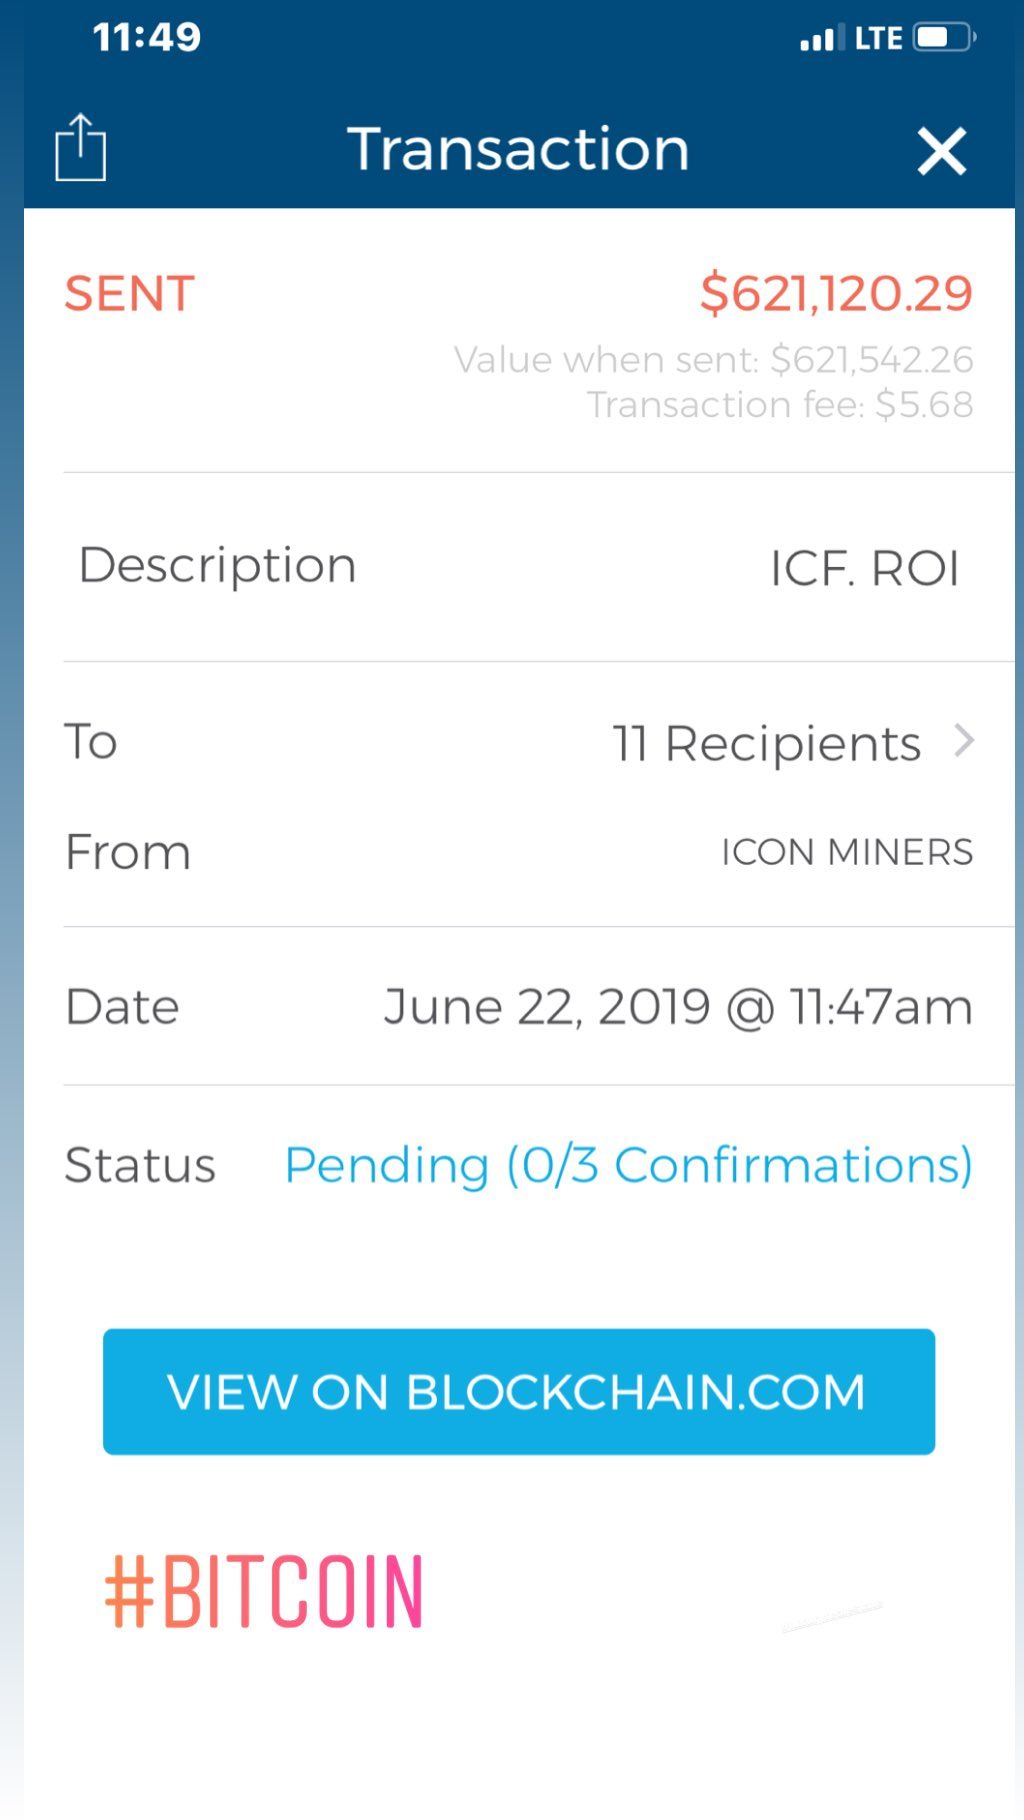 11:49 LTE
Transaction
SENT $621,120.29
Value when sent: $621,542.26
Transaction fee: $5.68
Description ICF. ROI
To 11 Recipients
From ICON MINERS
Date June 22, 2019 @ 11:47am
Status Pending (0/3 Confirmations)
VIEW ON BLOCKCHAIN.COM
#BITCOIN